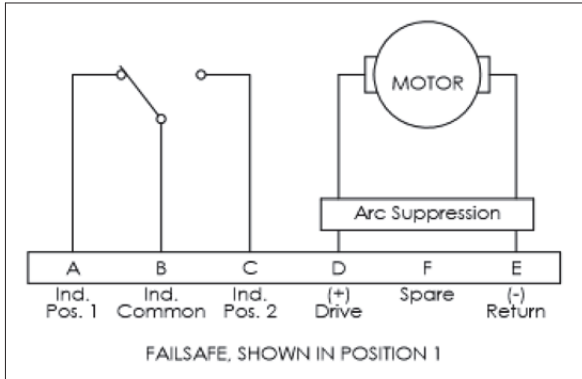 MOTOR
Arc Suppression
A B C D F E
Ind. Ind. Ind. (+) Spare (-)
Pos. 1 Common Pos. 2 Drive Return
FAILSAFE, SHOWN IN POSITION 1